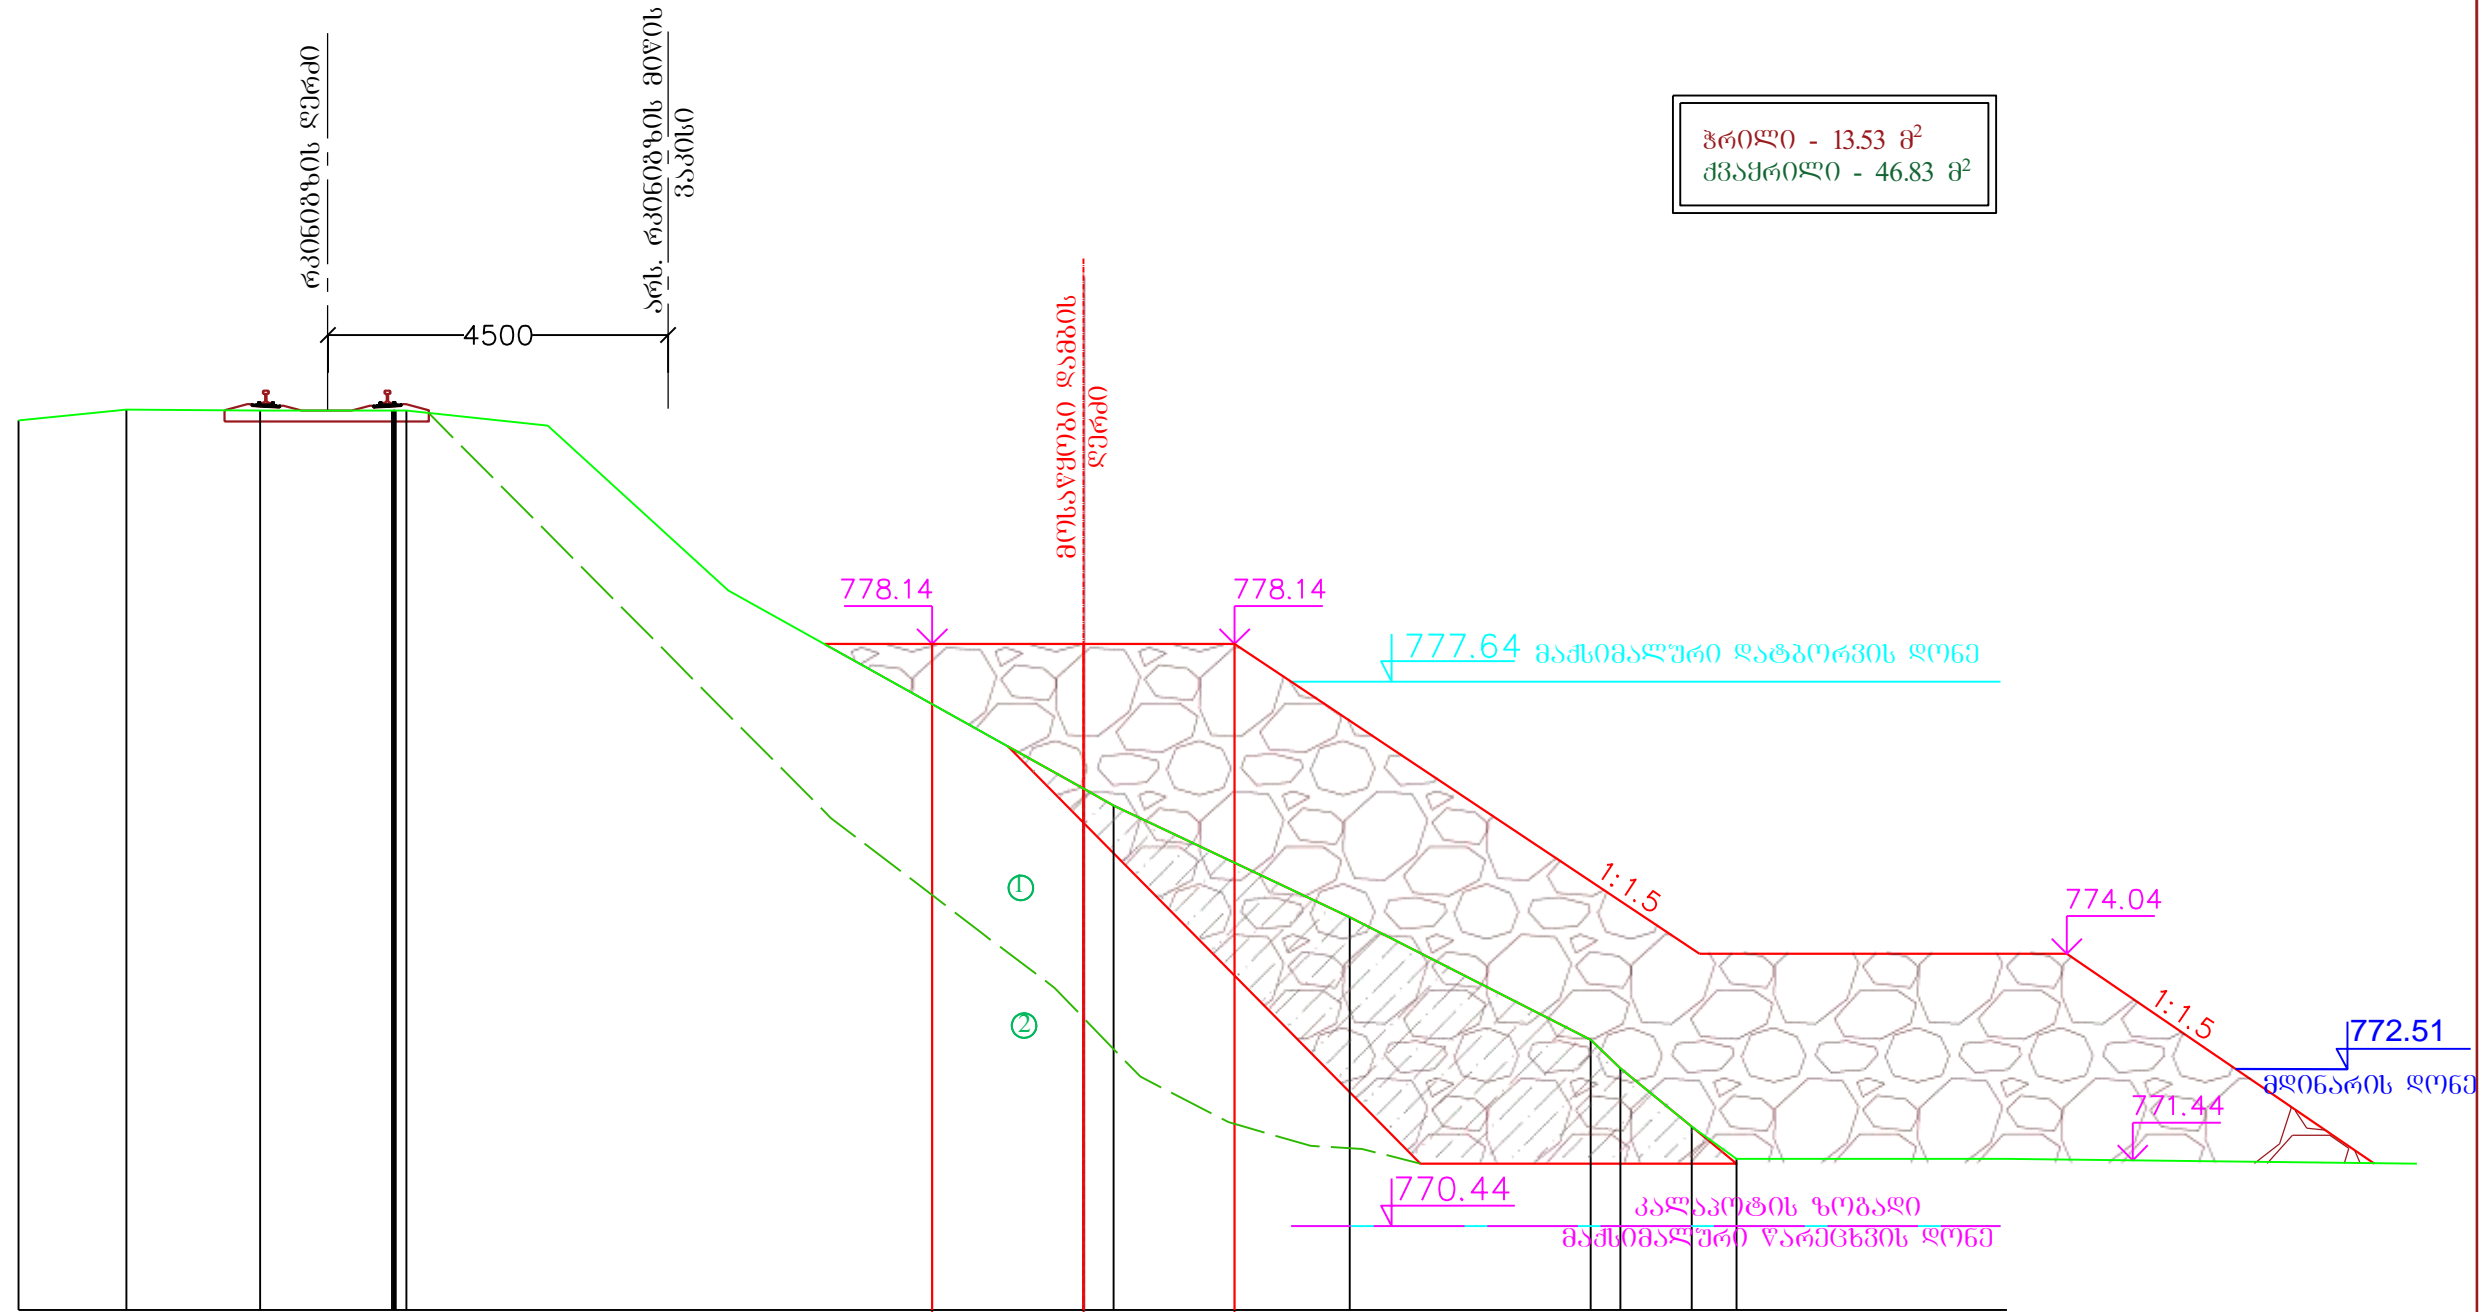 რკინიგზის ღერძი
არს. რკინიგზის მიწის
ვაკისი
ჭრილი - 13.53 მ²
ქვაყრილი - 46.83 მ²
4500
მოსაწყობი დამბის
ღერძი
778.14
778.14
777.64 მაქსიმალური დატბორვის დონე
1:1.5
774.04
1:1.5
772.51
მდინარის დონე
771.44
1
2
770.44
კალაპოტის ზოგადი
მაქსიმალური წარეცხვის დონე